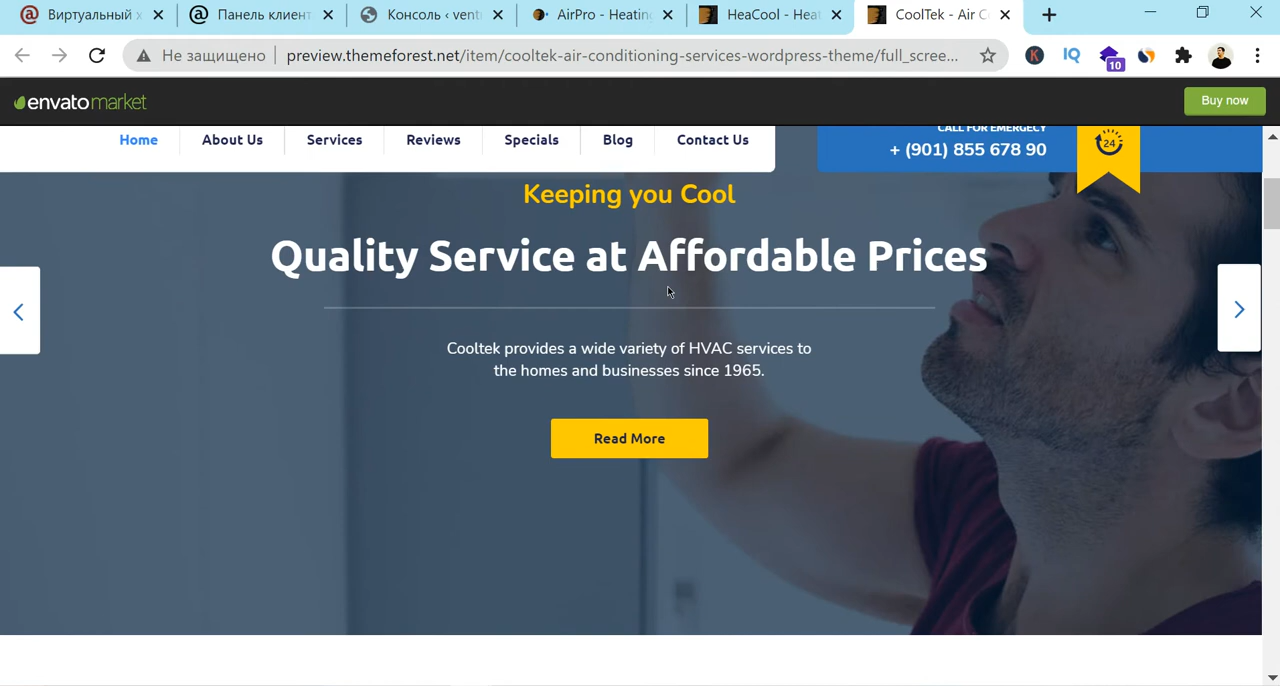 Виртуальный х
Панель клиент
Консоль ‹ vent
AirPro - Heatin
HeaCool - Heat
CoolTek - Air C
Не защищено
preview.themeforest.net/item/cooltek-air-conditioning-services-wordpress-theme/full_scree...
K
IQ
10
envato market
Buy now
Home
About Us
Services
Reviews
Specials
Blog
Contact Us
CALL FOR EMERGECY
+ (901) 855 678 90
24
Keeping you Cool
Quality Service at Affordable Prices
Cooltek provides a wide variety of HVAC services to
the homes and businesses since 1965.
Read More